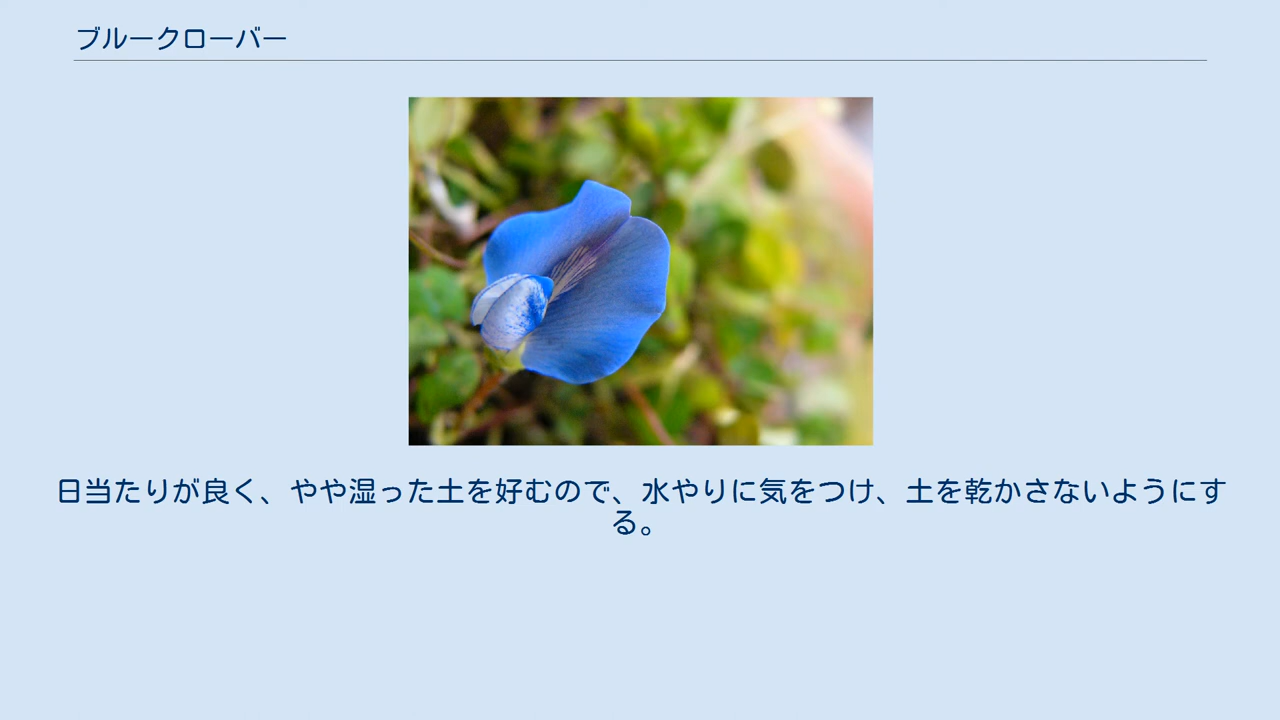 ブルークローバー
日当たりが良く、やや湿った土を好むので、水やりに気をつけ、土を乾かさないようにす
る。